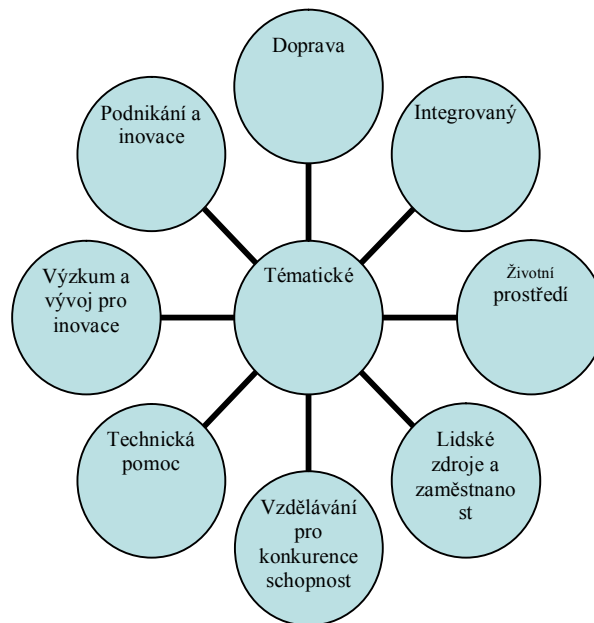 Doprava
Podnikání a
inovace
Integrovaný
Výzkum a
vývoj pro
inovace
Tématické
Životní
prostředí
Technická
pomoc
Lidské
zdroje a
zaměstnano
st
Vzdělávání
pro
konkurence
schopnost